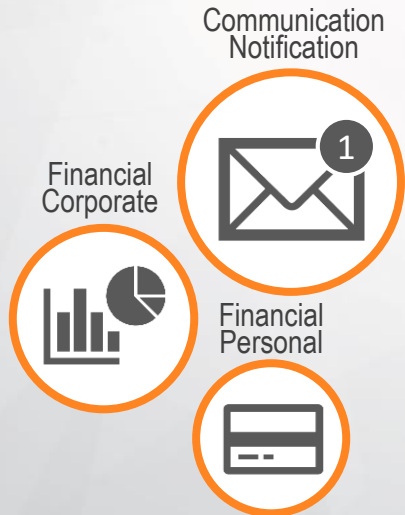 Communication
Notification
1
Financial
Corporate
Financial
Personal